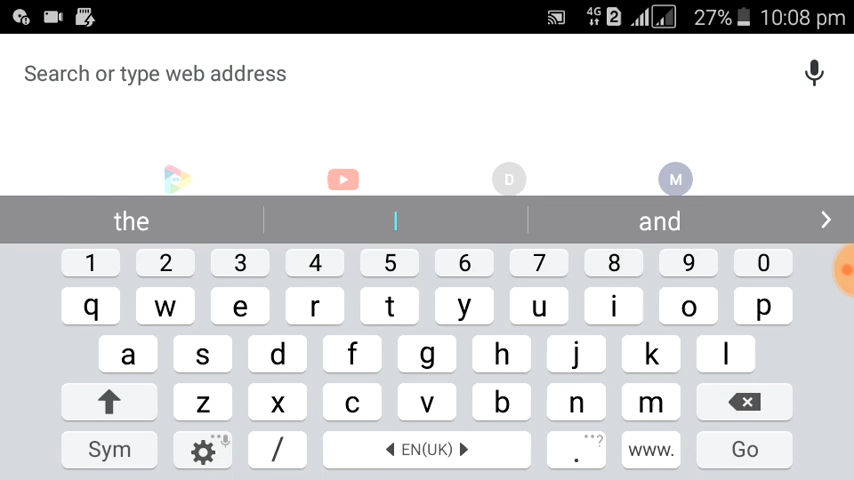 4G 2 27% 10:08 pm
Search or type web address
D M
the I and
1 2 3 4 5 6 7 8 9 0
q w e r t y u i o p
a s d f g h j k l
z x c v b n m
Sym / EN(UK) . ? www. Go